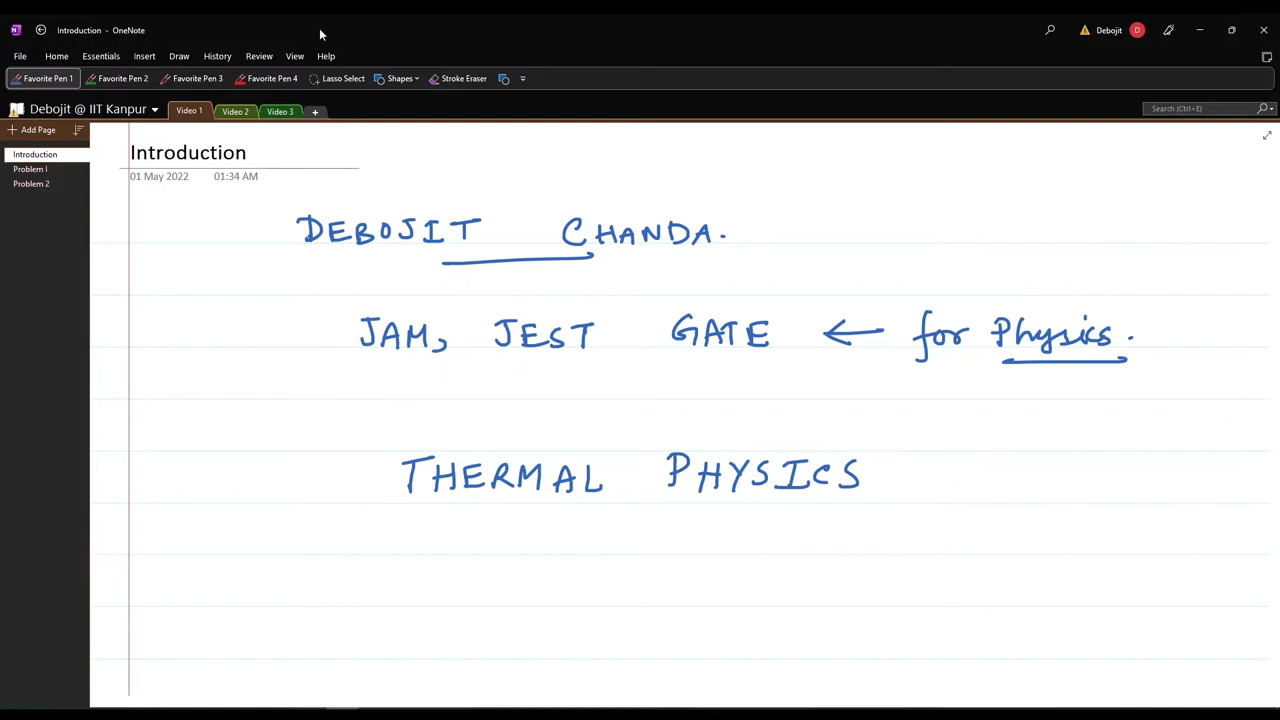 Introduction - OneNote
Debojit D
File Home Essentials Insert Draw History Review View Help
Favorite Pen 1 Favorite Pen 2 Favorite Pen 3 Favorite Pen 4 Lasso Select Shapes Stroke Eraser
Debojit @ IIT Kanpur Video 1 Video 2 Video 3 + Search (Ctrl+E)
+ Add Page
Introduction
Problem I
Problem 2
Introduction
01 May 2022 01:34 AM
DEBOJIT CHANDA.
JAM, JEST GATE ← for Physics.
THERMAL PHYSICS